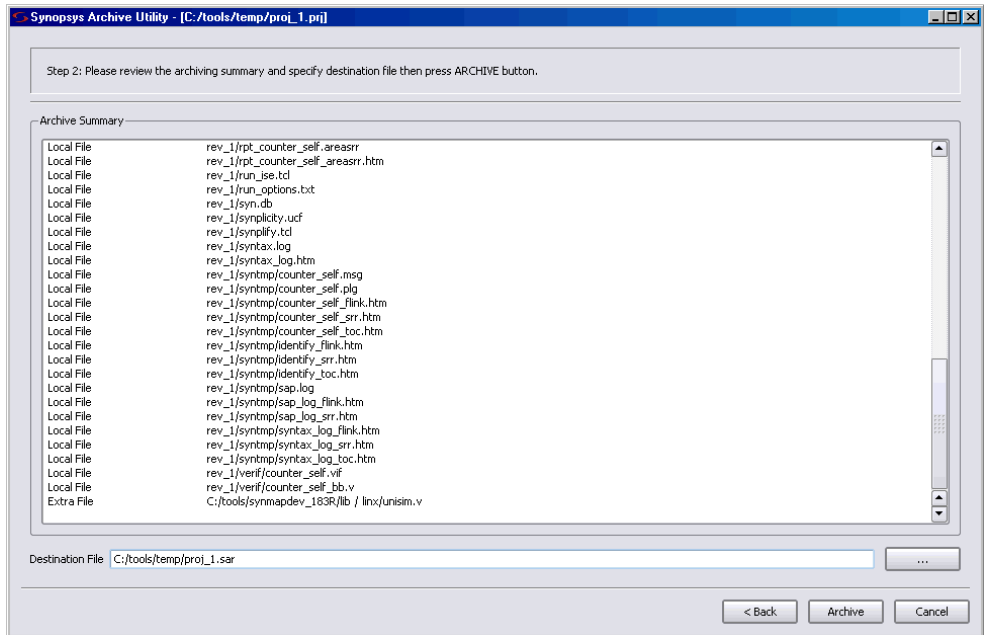 Synopsys Archive Utility - [C:/tools/temp/proj_1.prj]
Step 2: Please review the archiving summary and specify destination file then press ARCHIVE button.
Archive Summary
Local File rev_1/rpt_counter_self.areasrr
Local File rev_1/rpt_counter_self_areasrr.htm
Local File rev_1/run_ise.tcl
Local File rev_1/run_options.txt
Local File rev_1/syn.db
Local File rev_1/synplicity.ucf
Local File rev_1/synplify.tcl
Local File rev_1/syntax.log
Local File rev_1/syntax_log.htm
Local File rev_1/syntmp/counter_self.msg
Local File rev_1/syntmp/counter_self.plg
Local File rev_1/syntmp/counter_self_flink.htm
Local File rev_1/syntmp/counter_self_srr.htm
Local File rev_1/syntmp/counter_self_toc.htm
Local File rev_1/syntmp/identify_flink.htm
Local File rev_1/syntmp/identify_srr.htm
Local File rev_1/syntmp/identify_toc.htm
Local File rev_1/syntmp/sap.log
Local File rev_1/syntmp/sap_log_flink.htm
Local File rev_1/syntmp/sap_log_srr.htm
Local File rev_1/syntmp/syntax_log_flink.htm
Local File rev_1/syntmp/syntax_log_srr.htm
Local File rev_1/syntmp/syntax_log_toc.htm
Local File rev_1/verif/counter_self.vif
Local File rev_1/verif/counter_self_bb.v
Extra File C:/tools/synmapdev_183R/lib / linx/unisim.v
Destination File C:/tools/temp/proj_1.sar ...
< Back Archive Cancel